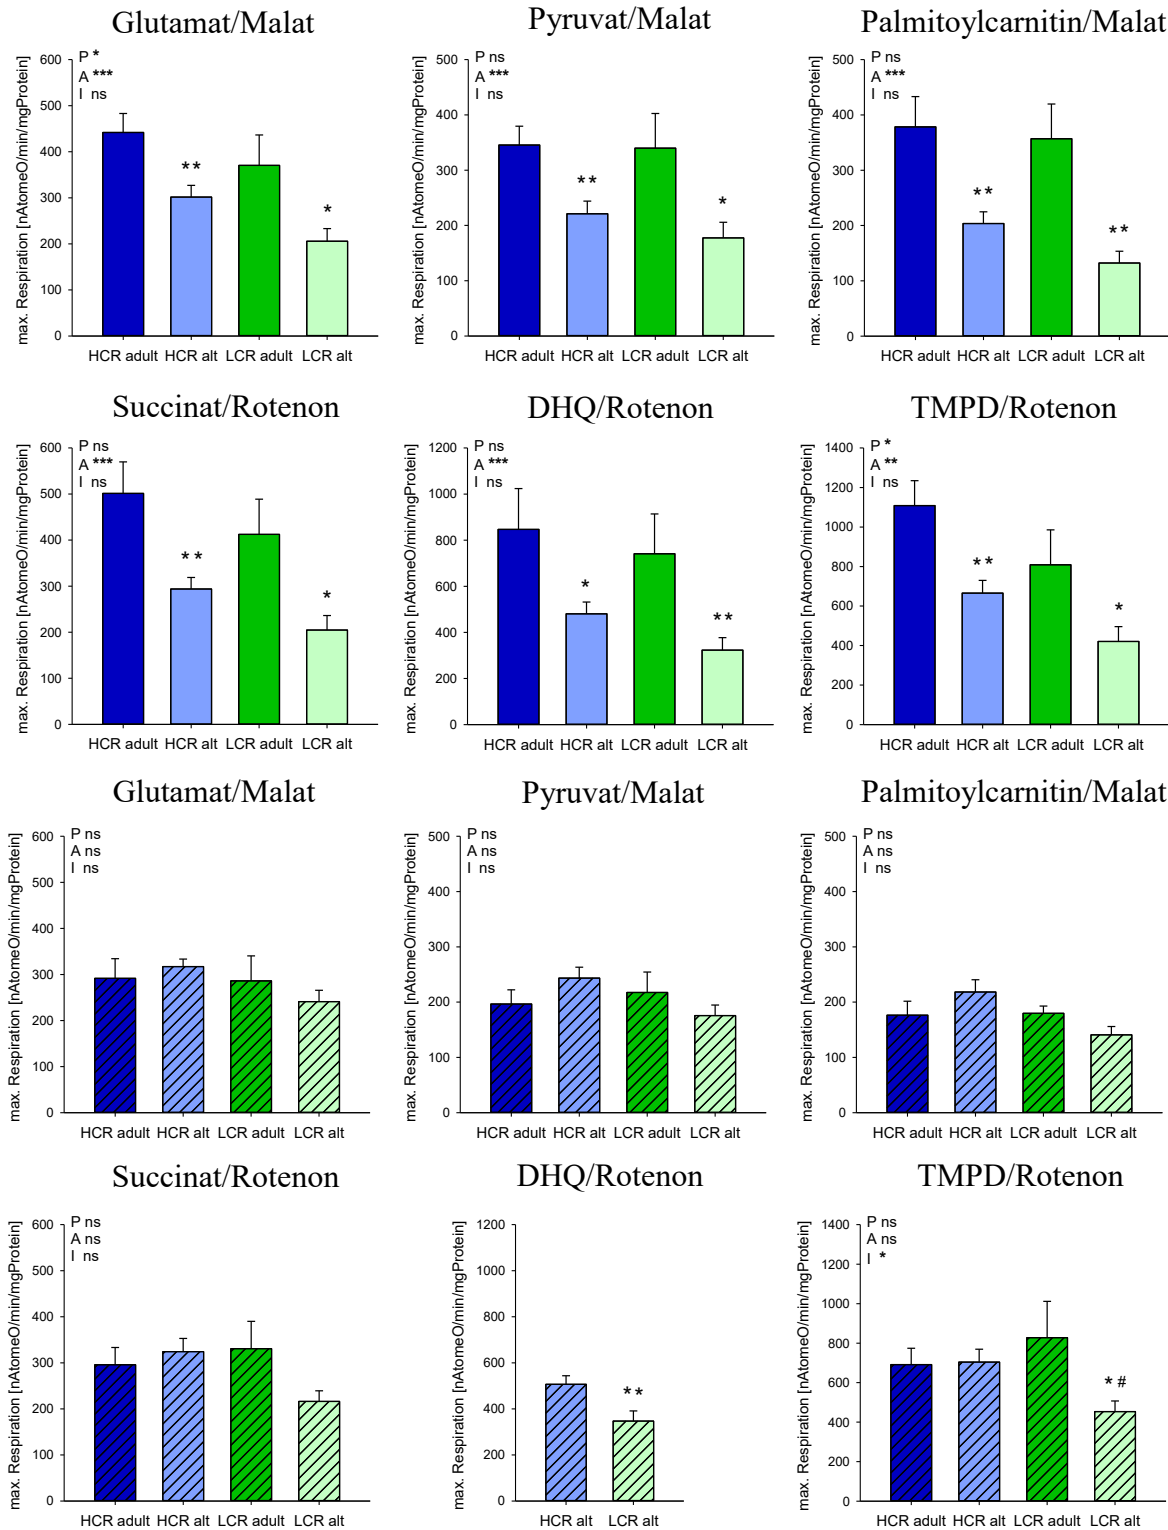 Glutamat/Malat
max. Respiration [nAtomeO/min/mgProtein]
600
500
400
300
200
100
0
P *
A ***
I ns
**
*
HCR adult HCR alt LCR adult LCR alt
Pyruvat/Malat
max. Respiration [nAtomeO/min/mgProtein]
500
400
300
200
100
0
P ns
A ***
I ns
**
*
HCR adult HCR alt LCR adult LCR alt
Palmitoylcarnitin/Malat
max. Respiration [nAtomeO/min/mgProtein]
500
400
300
200
100
0
P ns
A ***
I ns
**
**
HCR adult HCR alt LCR adult LCR alt
Succinat/Rotenon
max. Respiration [nAtomeO/min/mgProtein]
600
500
400
300
200
100
0
P ns
A ***
I ns
**
*
HCR adult HCR alt LCR adult LCR alt
DHQ/Rotenon
max. Respiration [nAtomeO/min/mgProtein]
1200
1000
800
600
400
200
0
P ns
A ***
I ns
*
**
HCR adult HCR alt LCR adult LCR alt
TMPD/Rotenon
max. Respiration [nAtomeO/min/mgProtein]
1400
1200
1000
800
600
400
200
0
P *
A **
I ns
**
*
HCR adult HCR alt LCR adult LCR alt
Glutamat/Malat
max. Respiration [nAtomeO/min/mgProtein]
600
500
400
300
200
100
0
P ns
A ns
I ns
HCR adult HCR alt LCR adult LCR alt
Pyruvat/Malat
max. Respiration [nAtomeO/min/mgProtein]
500
400
300
200
100
0
P ns
A ns
I ns
HCR adult HCR alt LCR adult LCR alt
Palmitoylcarnitin/Malat
max. Respiration [nAtomeO/min/mgProtein]
500
400
300
200
100
0
P ns
A ns
I ns
HCR adult HCR alt LCR adult LCR alt
Succinat/Rotenon
max. Respiration [nAtomeO/min/mgProtein]
600
500
400
300
200
100
0
P ns
A ns
I ns
HCR adult HCR alt LCR adult LCR alt
DHQ/Rotenon
max. Respiration [nAtomeO/min/mgProtein]
1200
1000
800
600
400
200
0
**
HCR alt LCR alt
TMPD/Rotenon
max. Respiration [nAtomeO/min/mgProtein]
1400
1200
1000
800
600
400
200
0
P ns
A ns
I *
* #
HCR adult HCR alt LCR adult LCR alt